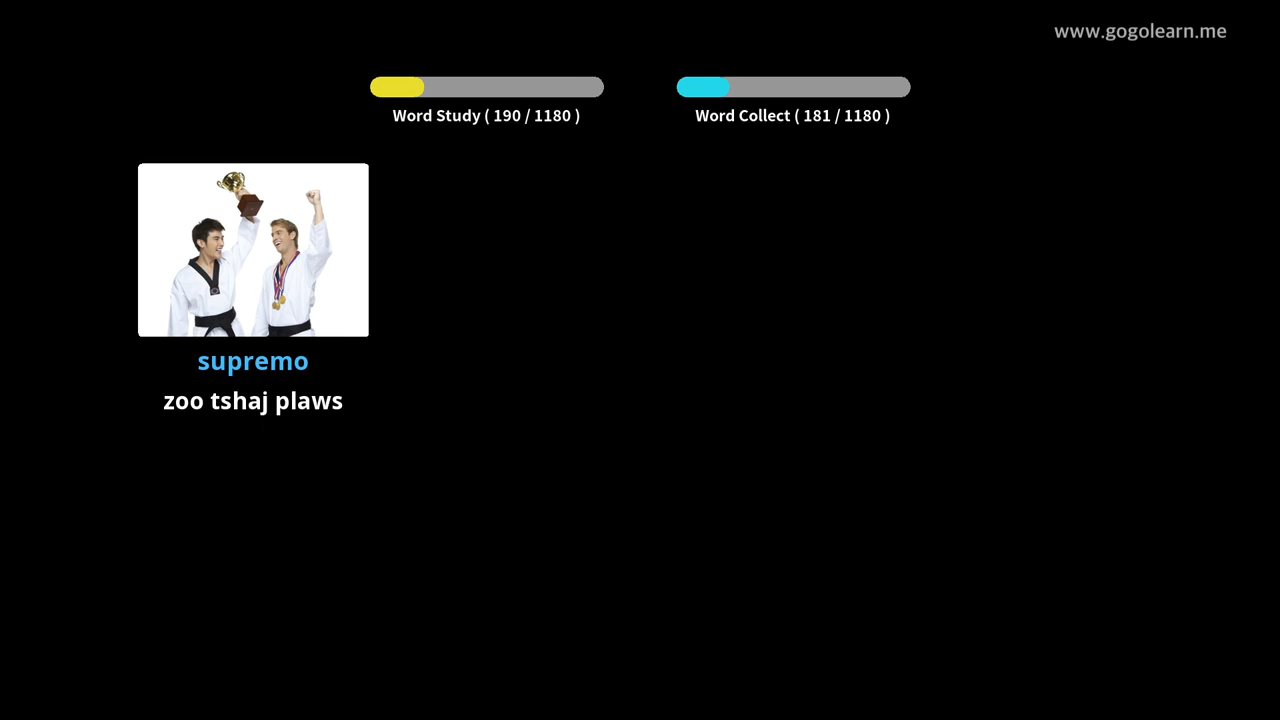 www.gogolearn.me
Word Study ( 190 / 1180 )
Word Collect ( 181 / 1180 )
supremo
zoo tshaj plaws